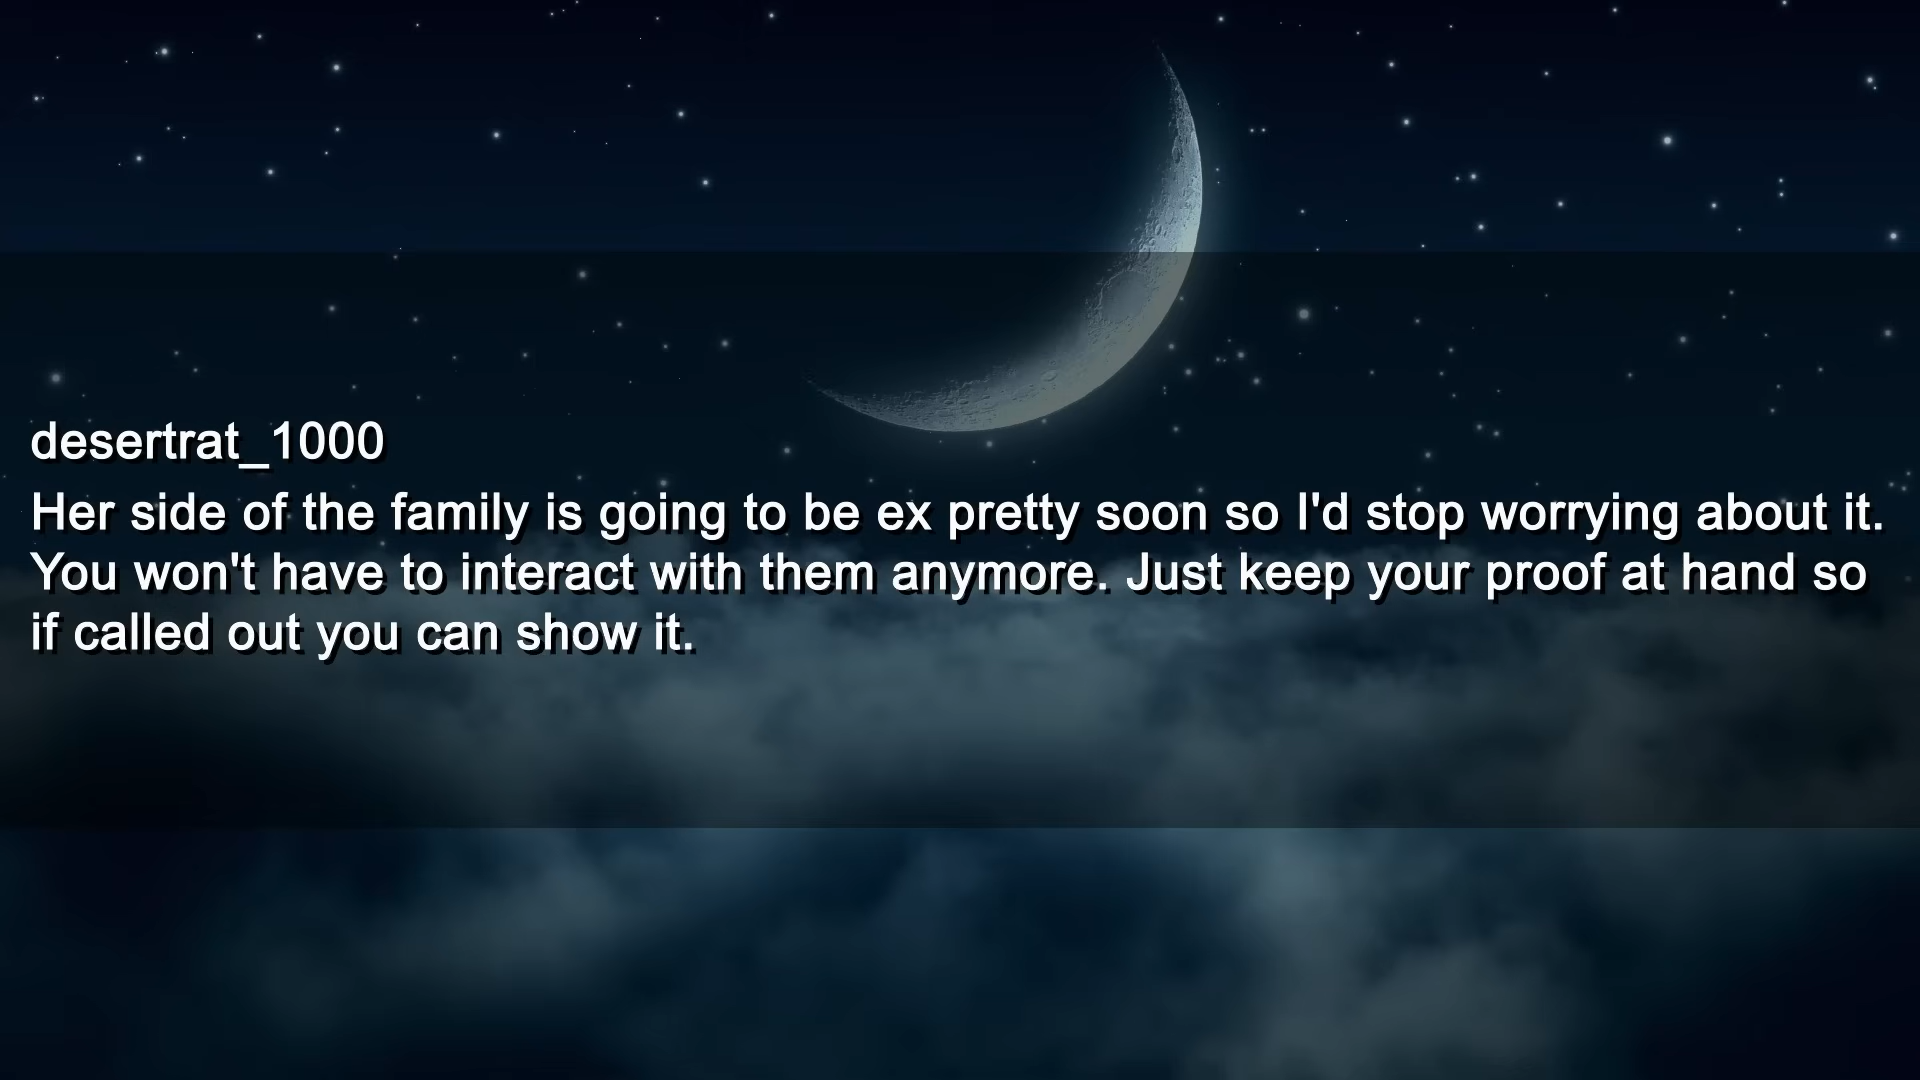 desertrat_1000
Her side of the family is going to be ex pretty soon so I'd stop worrying about it.
You won't have to interact with them anymore. Just keep your proof at hand so
if called out you can show it.